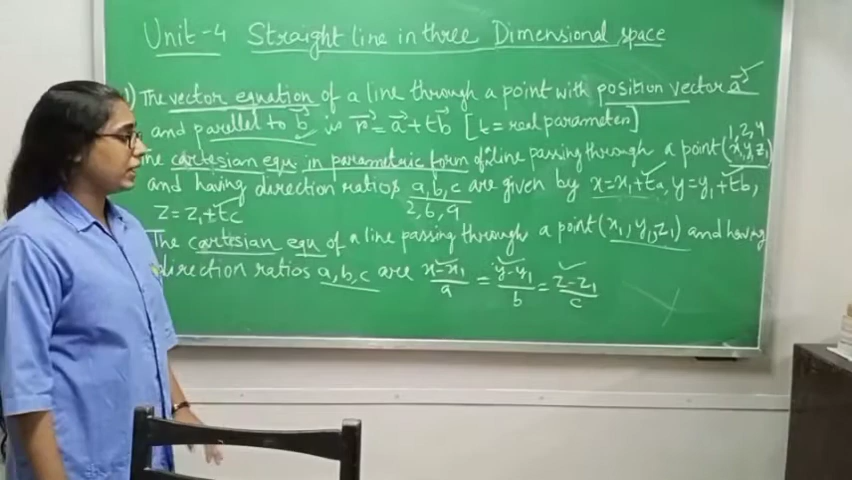 Unit-4 Straight line in three Dimensional space
1) The vector equation of a line through a point with position vector a⃗
and parellel to b⃗ is r⃗ = a⃗ + tb⃗ [t = real parameter]
1, 2, 4
The cartesian equ in parametric form of line passing through a point (x₁, y₁, z₁)
and having direction ratios a, b, c are given by x = x₁ + ta, y = y₁ + tb,
2, 6, 9
z = z₁ + tc
The cartesian equ of a line passing through a point (x₁, y₁, z₁) and having
direction ratios a, b, c are x-x₁/a = y-y₁/b = z-z₁/c